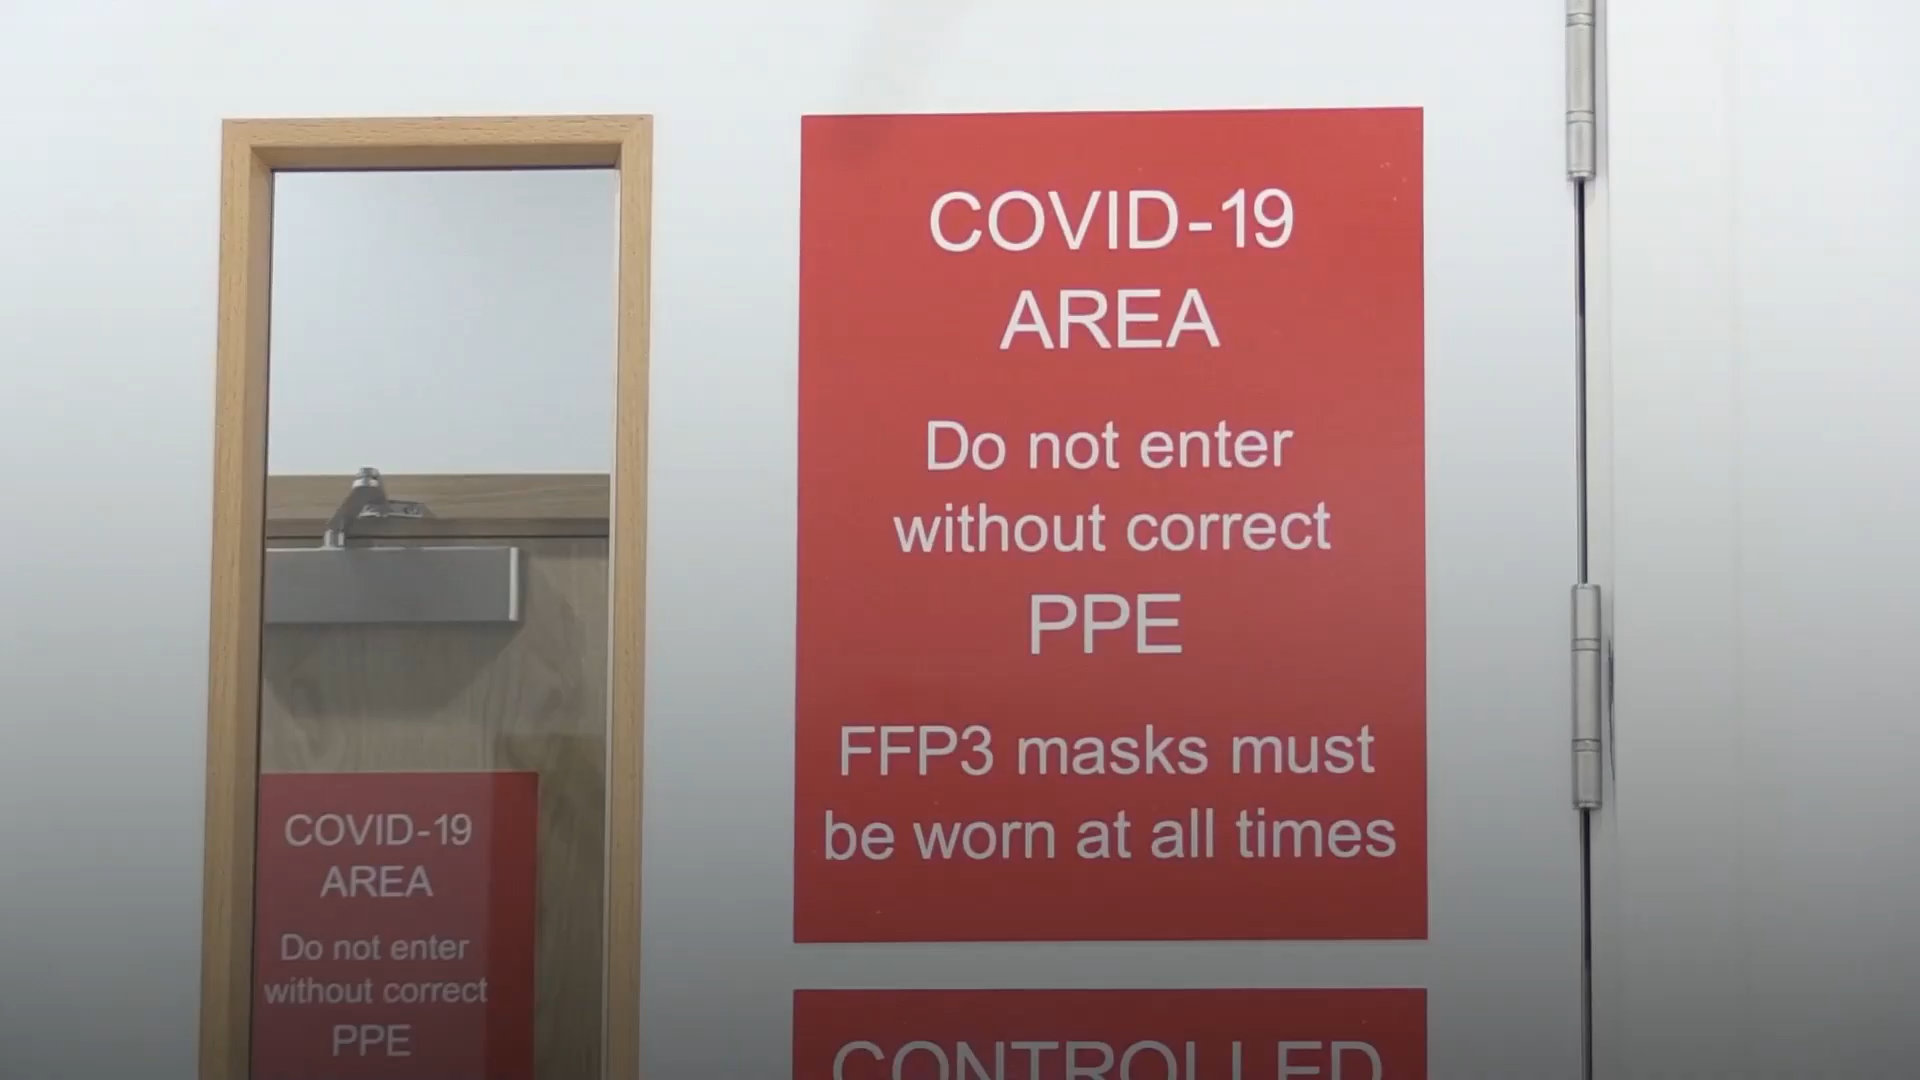 COVID-19
AREA
Do not enter
without correct
PPE
FFP3 masks must
be worn at all times
CONTROLLED
COVID-19
AREA
Do not enter
without correct
PPE